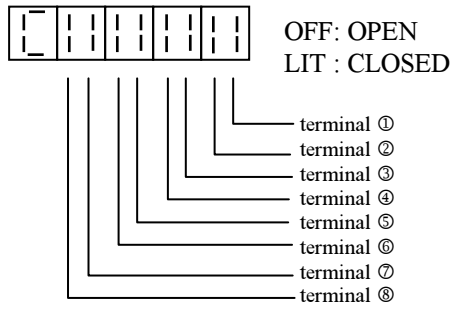 OFF: OPEN
LIT : CLOSED
terminal ①
terminal ②
terminal ③
terminal ④
terminal ⑤
terminal ⑥
terminal ⑦
terminal ⑧